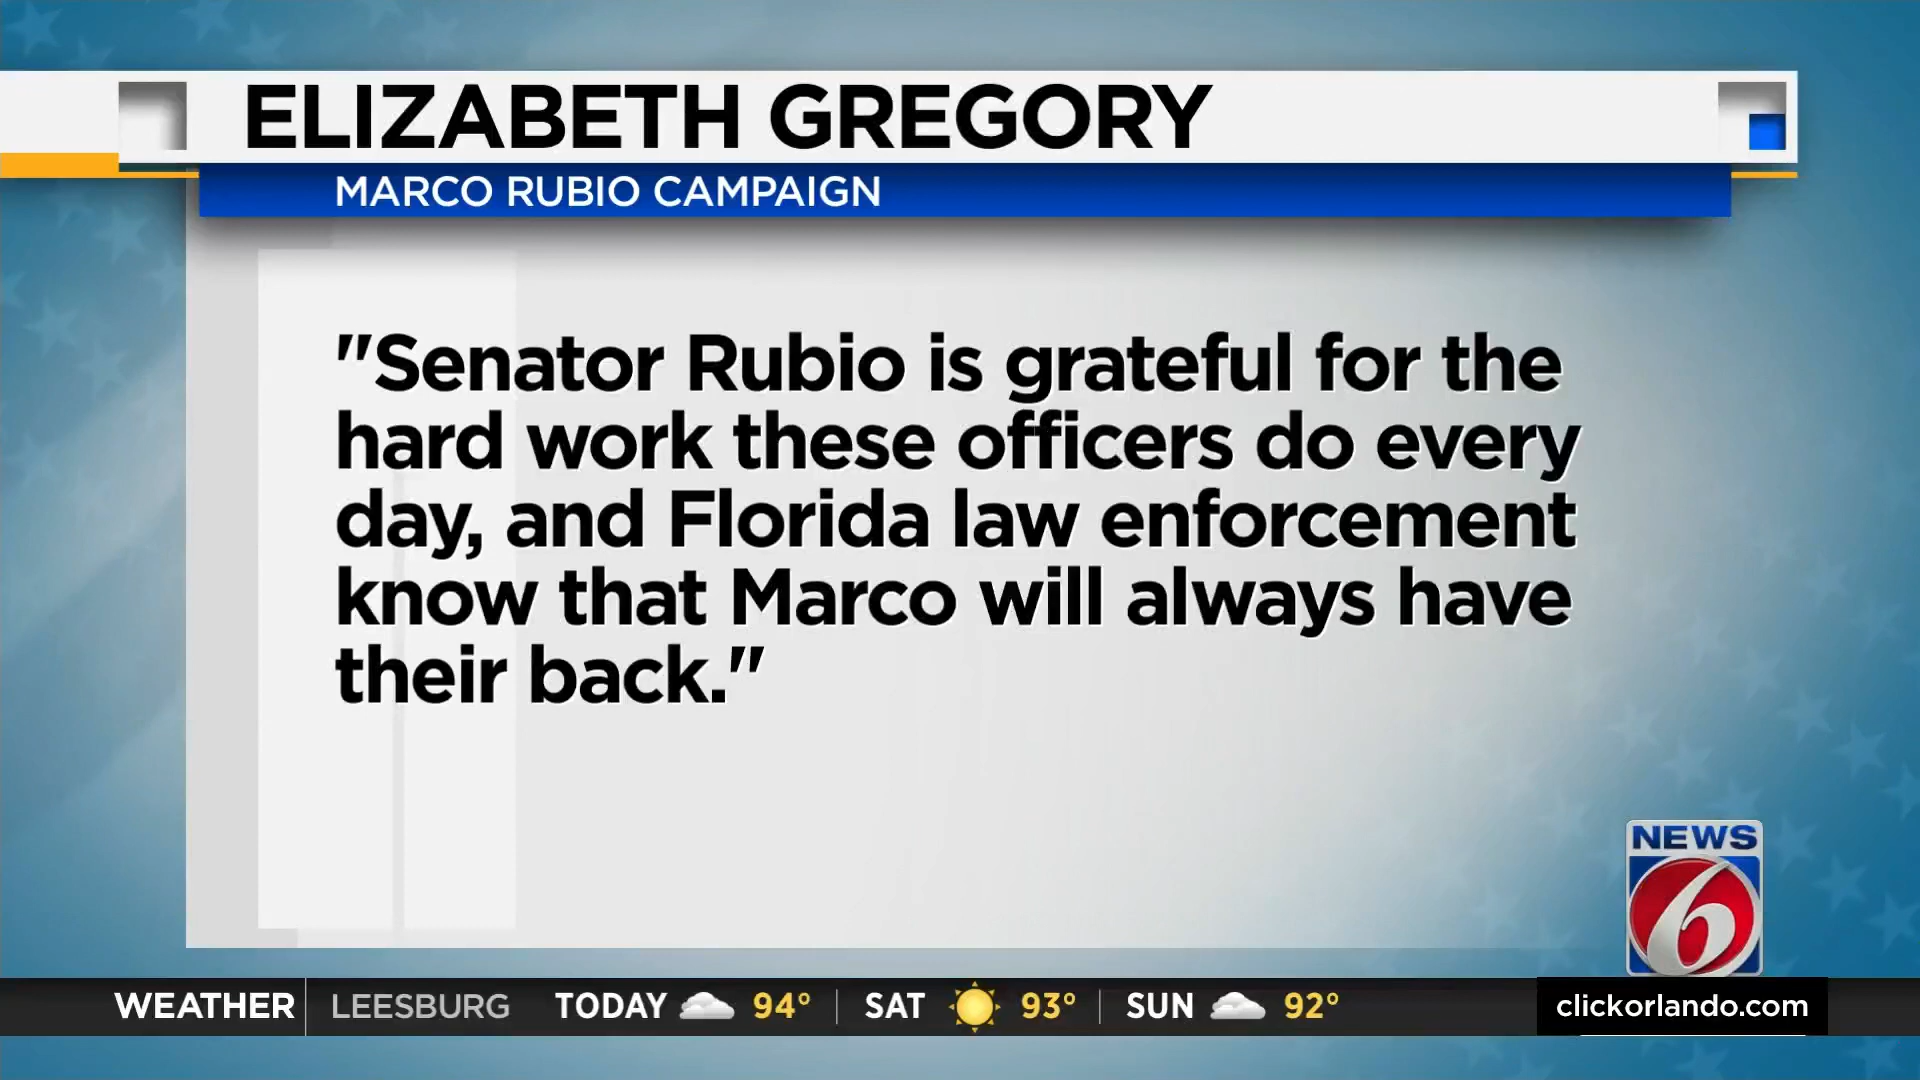 ELIZABETH GREGORY
MARCO RUBIO CAMPAIGN
"Senator Rubio is grateful for the
hard work these officers do every
day, and Florida law enforcement
know that Marco will always have
their back."
NEWS
6
WEATHER LEESBURG TODAY 94° SAT 93° SUN 92° clickorlando.com